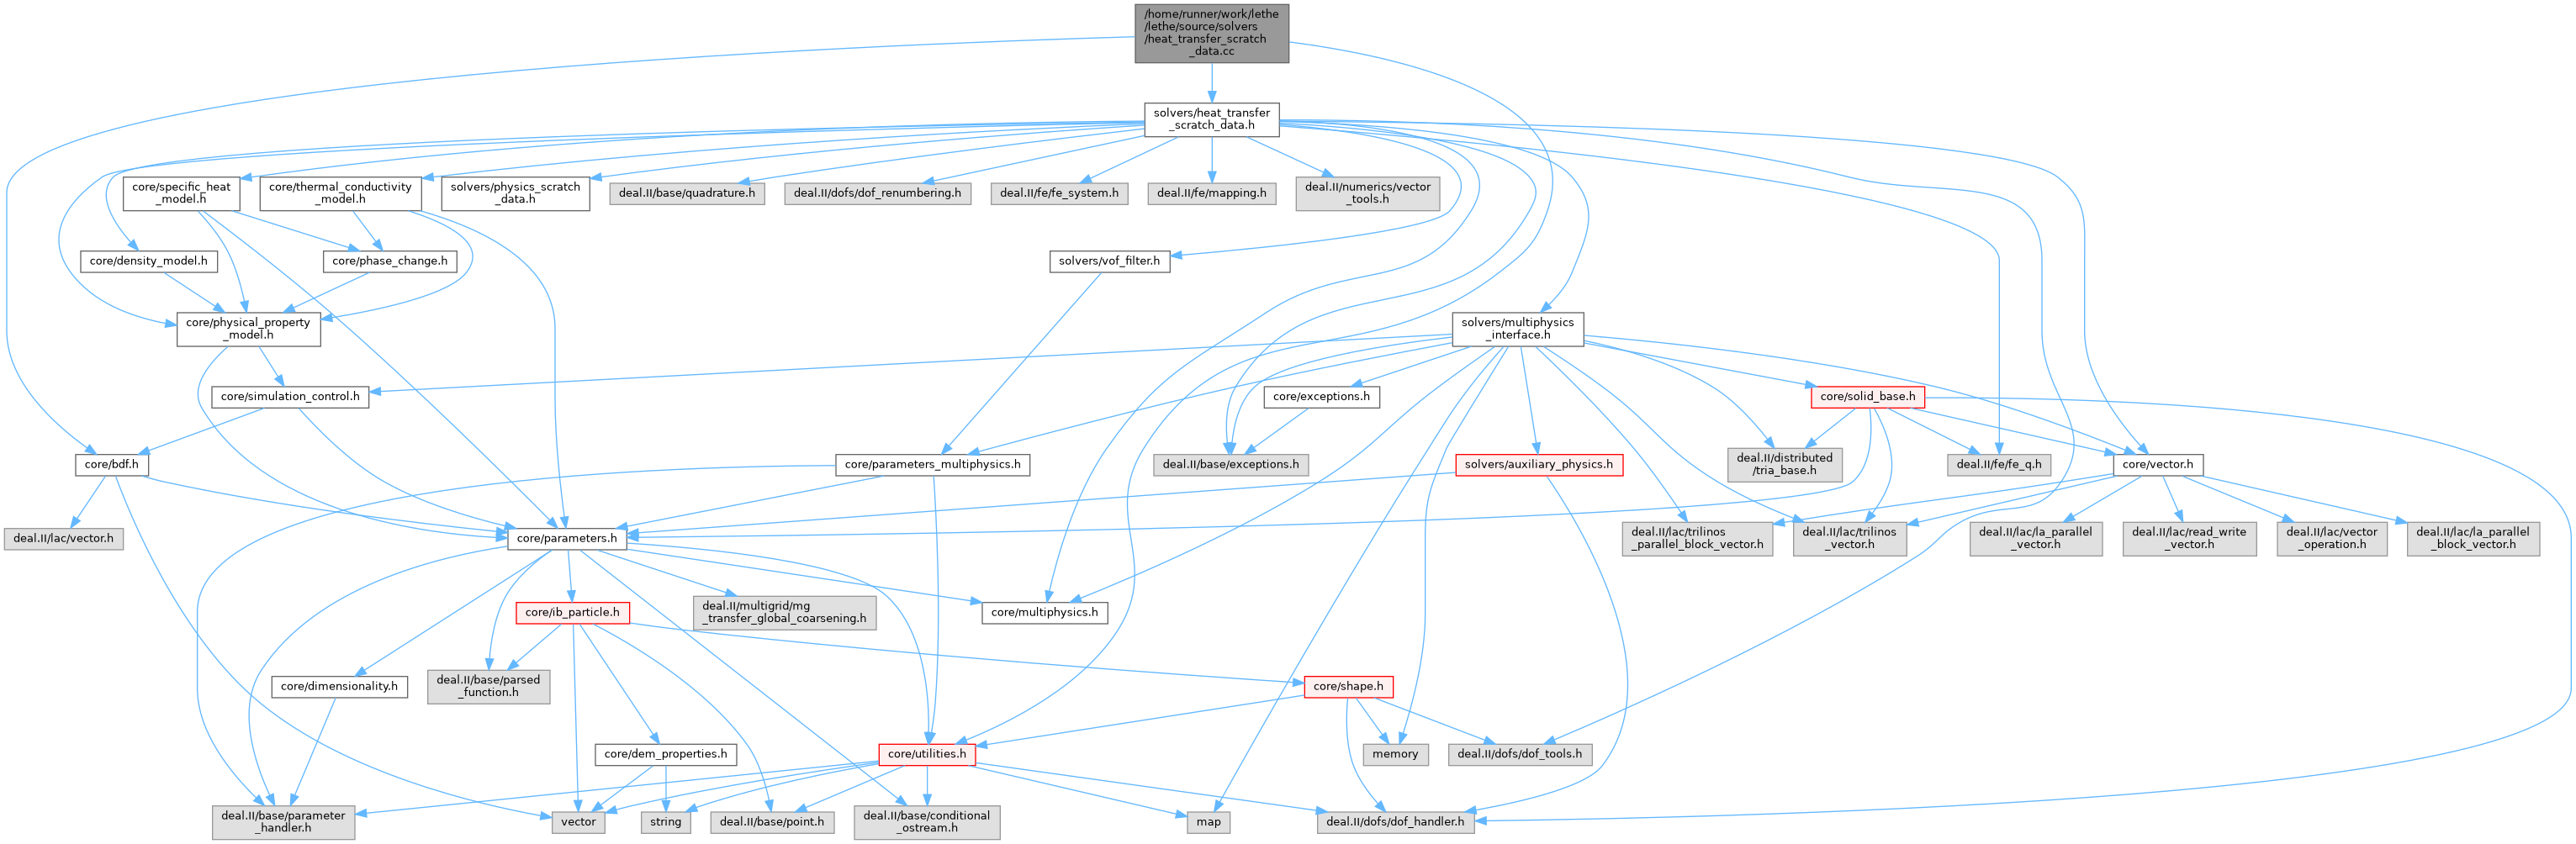 /home/runner/work/lethe
/lethe/source/solvers
/heat_transfer_scratch
_data.cc
solvers/heat_transfer
_scratch_data.h
core/specific_heat
_model.h
core/thermal_conductivity
_model.h
solvers/physics_scratch
_data.h
deal.II/base/quadrature.h
deal.II/dofs/dof_renumbering.h
deal.II/fe/fe_system.h
deal.II/fe/mapping.h
deal.II/numerics/vector
_tools.h
core/density_model.h
core/phase_change.h
solvers/vof_filter.h
core/physical_property
_model.h
solvers/multiphysics
_interface.h
core/simulation_control.h
core/exceptions.h
core/solid_base.h
core/bdf.h
core/parameters_multiphysics.h
deal.II/base/exceptions.h
solvers/auxiliary_physics.h
deal.II/distributed
/tria_base.h
deal.II/fe/fe_q.h
core/vector.h
deal.II/lac/vector.h
core/parameters.h
deal.II/lac/trilinos
_parallel_block_vector.h
deal.II/lac/trilinos
_vector.h
deal.II/lac/la_parallel
_vector.h
deal.II/lac/read_write
_vector.h
deal.II/lac/vector
_operation.h
deal.II/lac/la_parallel
_block_vector.h
core/ib_particle.h
deal.II/multigrid/mg
_transfer_global_coarsening.h
core/multiphysics.h
core/dimensionality.h
deal.II/base/parsed
_function.h
core/shape.h
core/dem_properties.h
core/utilities.h
memory
deal.II/dofs/dof_tools.h
deal.II/base/parameter
_handler.h
vector
string
deal.II/base/point.h
deal.II/base/conditional
_ostream.h
map
deal.II/dofs/dof_handler.h